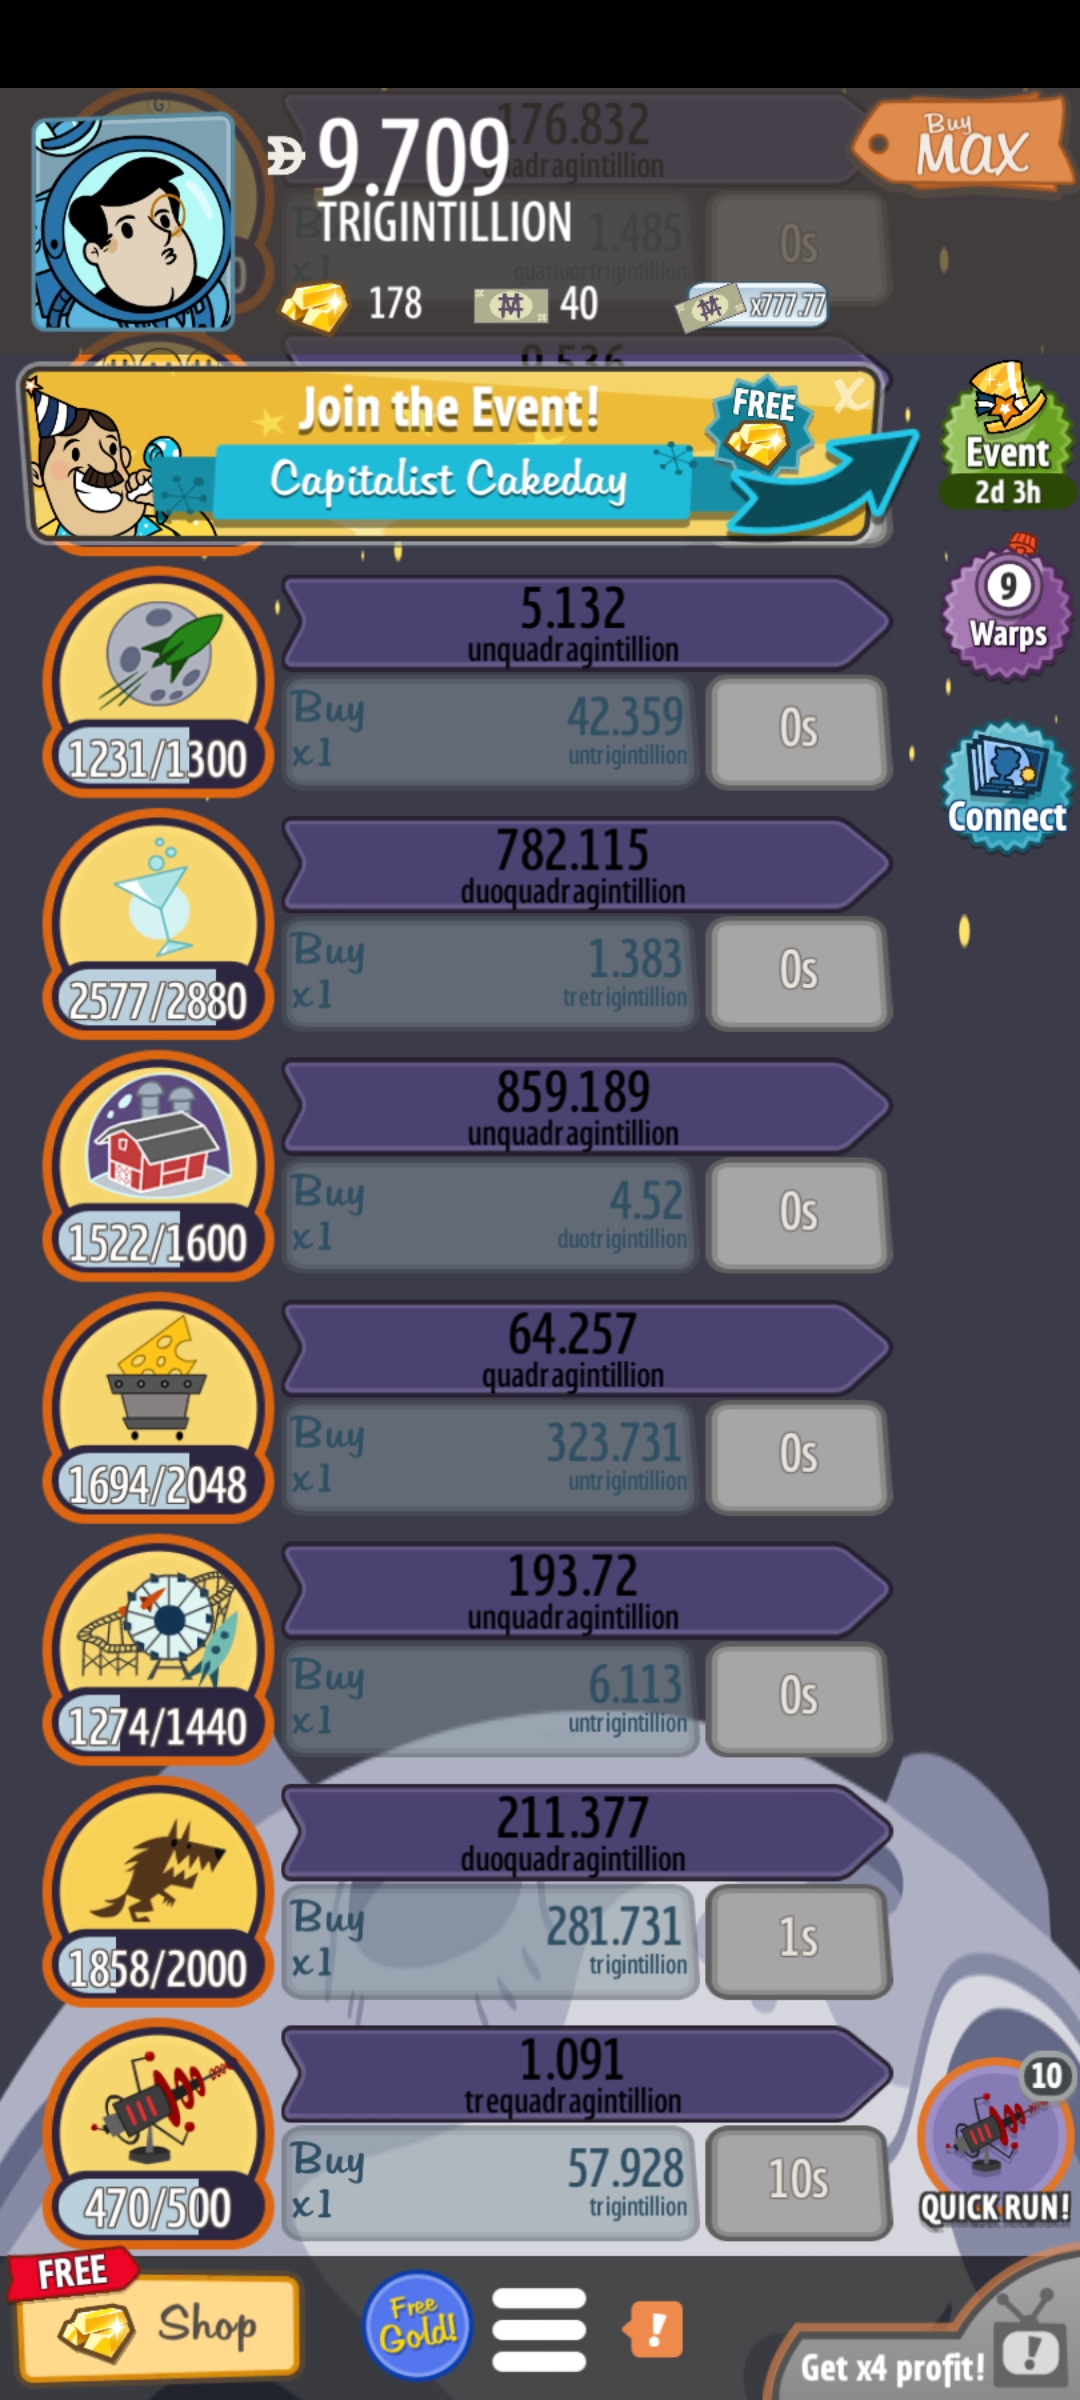 176.832
9.709
TRIGINTILLION
Buy
MAX
1.485
quattuortrigintillion
x1
0s
178
40
x777.77
Join the Event!
FREE
X
Capitalist Cakeday
Event
2d 3h
5.132
unquadragintillion
1231/1300
Buy
x1
42.359
untrigintillion
0s
9
Warps
Connect
782.115
duoquadragintillion
2577/2880
Buy
x1
1.383
tretrigintillion
0s
859.189
unquadragintillion
1522/1600
Buy
x1
4.52
duotrigintillion
0s
64.257
quadragintillion
1694/2048
Buy
x1
323.731
untrigintillion
0s
193.72
unquadragintillion
1274/1440
Buy
x1
6.113
untrigintillion
0s
211.377
duoquadragintillion
1858/2000
Buy
x1
281.731
trigintillion
1s
1.091
trequadragintillion
470/500
Buy
x1
57.928
trigintillion
10s
10
QUICK RUN!
FREE
Shop
Free
Gold!
!
Get x4 profit!
!